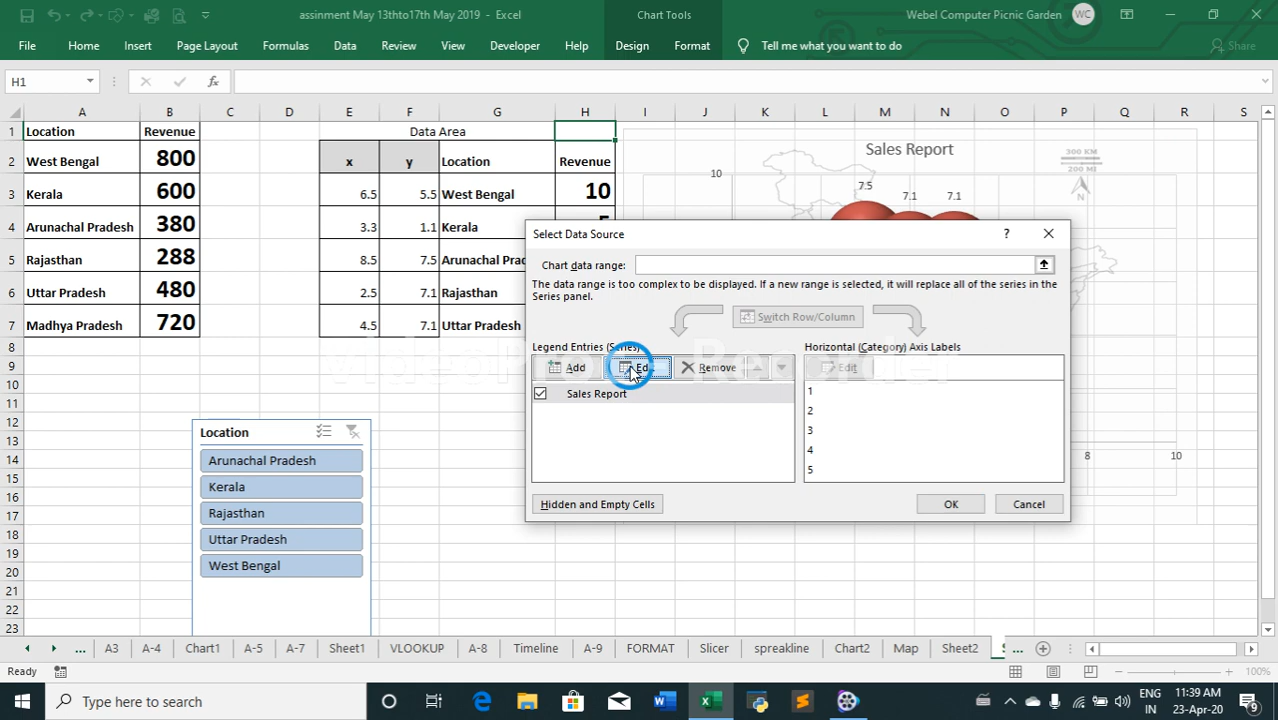 assinment May 13thto17th May 2019 - Excel
Chart Tools
Webel Computer Picnic Garden
WC
File Home Insert Page Layout Formulas Data Review View Developer Help Design Format Tell me what you want to do Share
H1
fx
A B C D E F G H I J K L M N O P Q R S
1 Location Revenue Data Area
2 West Bengal 800 x y Location Revenue
3 Kerala 600 6.5 5.5 West Bengal 10
4 Arunachal Pradesh 380 3.3 1.1 Kerala
5 Rajasthan 288 8.5 7.5
6 Uttar Pradesh 480 2.5 7.1 Rajasthan
7 Madhya Pradesh 720 4.5 7.1 Uttar Pradesh
8
9
10
11
12
13
14
15
16
17
18
19
20
21
22
23
Sales Report
300 KM
200 MI
N
10
7.5
7.1
7.1
8
10
Select Data Source
?
Chart data range:
The data range is too complex to be displayed. If a new range is selected, it will replace all of the series in the
Series panel.
Switch Row/Column
Legend Entries (Series)
Horizontal (Category) Axis Labels
Add
Remove
Edit
Sales Report
1
2
3
4
5
Hidden and Empty Cells
OK
Cancel
Location
Arunachal Pradesh
Kerala
Rajasthan
Uttar Pradesh
West Bengal
... A3 A-4 Chart1 A-5 A-7 Sheet1 VLOOKUP A-8 Timeline A-9 FORMAT Slicer spreakline Chart2 Map Sheet2 ...
Ready
100%
Type here to search
ENG
IN
11:39 AM
23-Apr-20
9